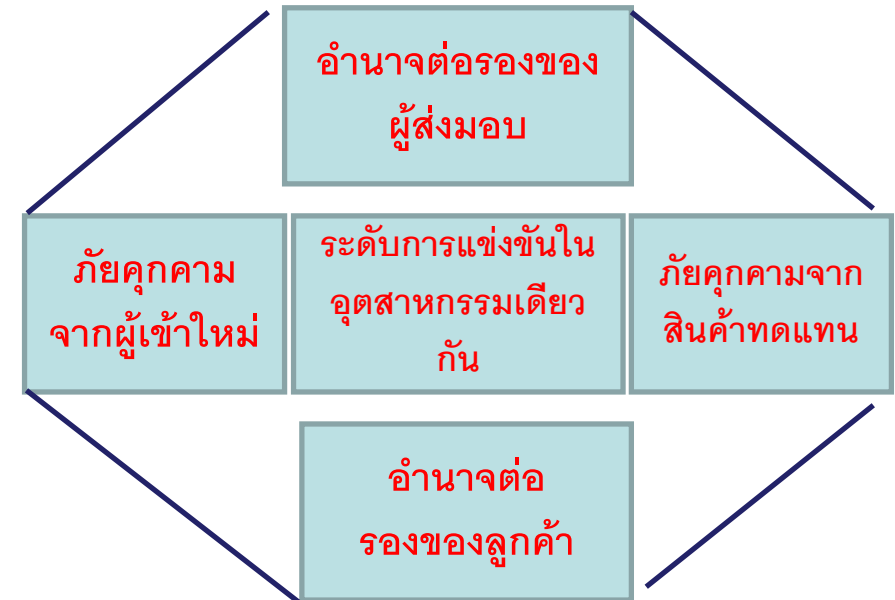 อำนาจต่อรองของ
ผู้ส่งมอบ
ภัยคุกคาม
จากผู้เข้าใหม่
ระดับการแข่งขันใน
อุตสาหกรรมเดียว
กัน
ภัยคุกคามจาก
สินค้าทดแทน
อำนาจต่อ
รองของลูกค้า